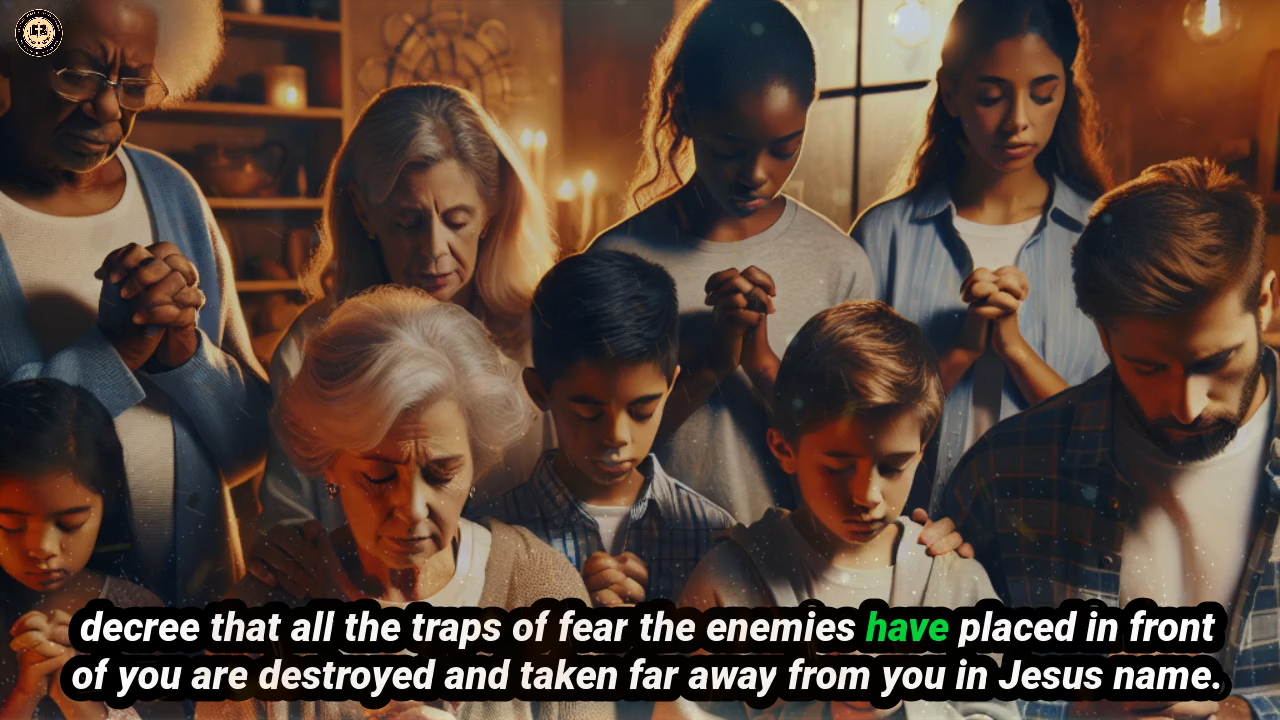 decree that all the traps of fear the enemies have placed in front
of you are destroyed and taken far away from you in Jesus name.